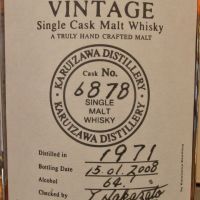 VINTAGE
Single Cask Malt Whisky
A TRULY HAND CRAFTED MALT
KARUIZAWA DISTILLERY
Cask No.
6878
SINGLE
MALT
WHISKY
KARUIZAWA DISTILLERY
Distilled in 1971
Bottling Date 15.01.2008
Alcohol 64.1
Checked by Nakazato